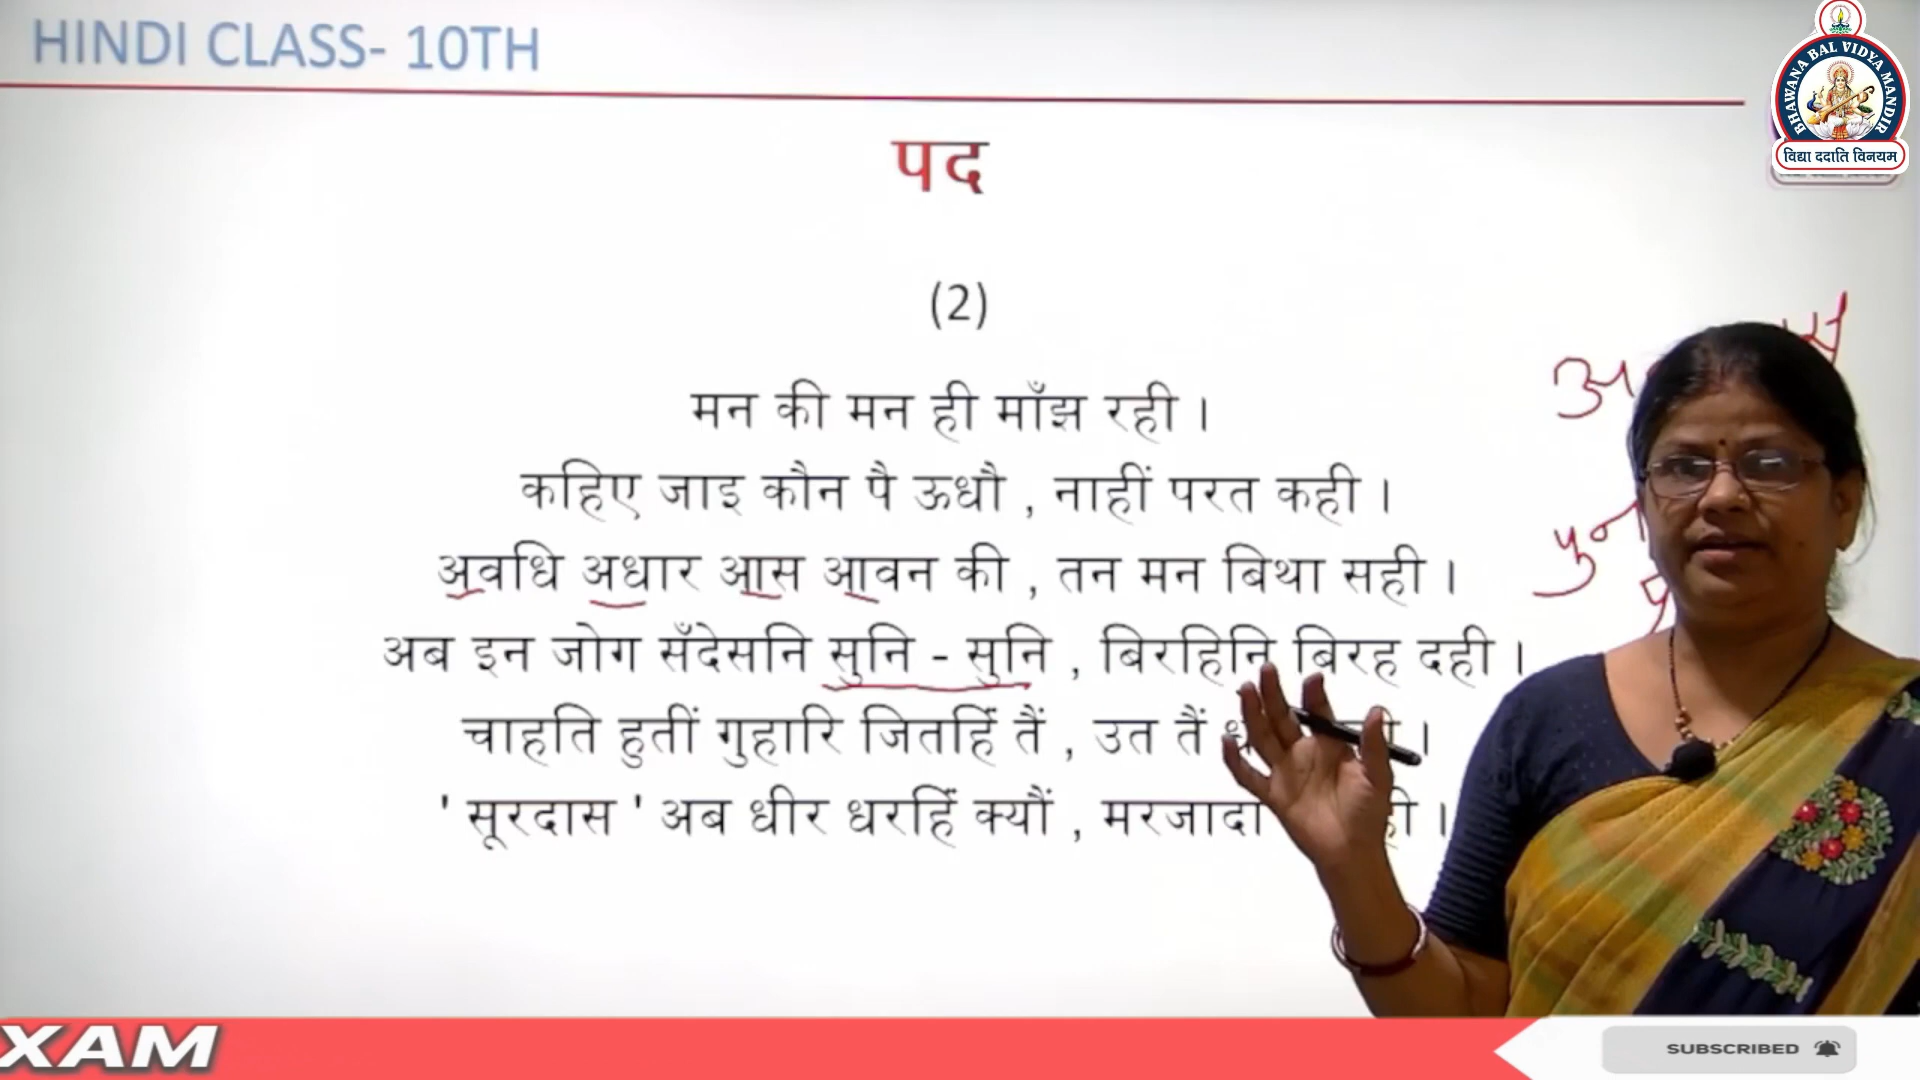 HINDI CLASS- 10TH
BHAWANA BAL VIDYA MANDIR
विद्या ददाति विनयम
पद
(2)
मन की मन ही माँझ रही ।
कहिए जाइ कौन पै ऊधौ , नाहीं परत कही ।
अवधि अधार आस आवन की , तन मन बिथा सही ।
अब इन जोग सँदेसनि सुनि - सुनि , बिरहिनि बिरह दही ।
चाहति हुतीं गुहारि जितहिं तैं , उत तैं
' सूरदास ' अब धीर धरहिं क्यौं , मरजादा
XAM
SUBSCRIBED